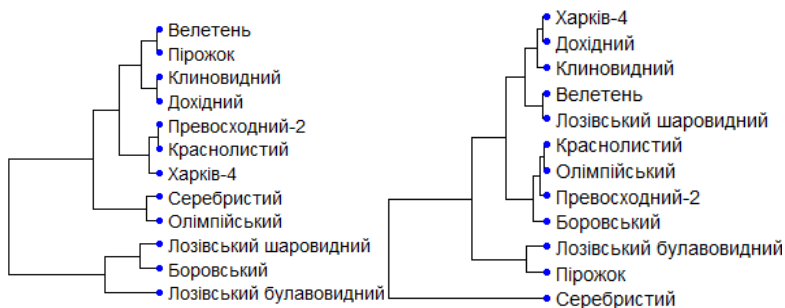 Велетень
Пірожок
Клиновидний
Дохідний
Превосходний-2
Краснолистий
Харків-4
Серебристий
Олімпійський
Лозівський шаровидний
Боровський
Лозівський булавовидний
Харків-4
Дохідний
Клиновидний
Велетень
Лозівський шаровидний
Краснолистий
Олімпійський
Превосходний-2
Боровський
Лозівський булавовидний
Пірожок
Серебристий